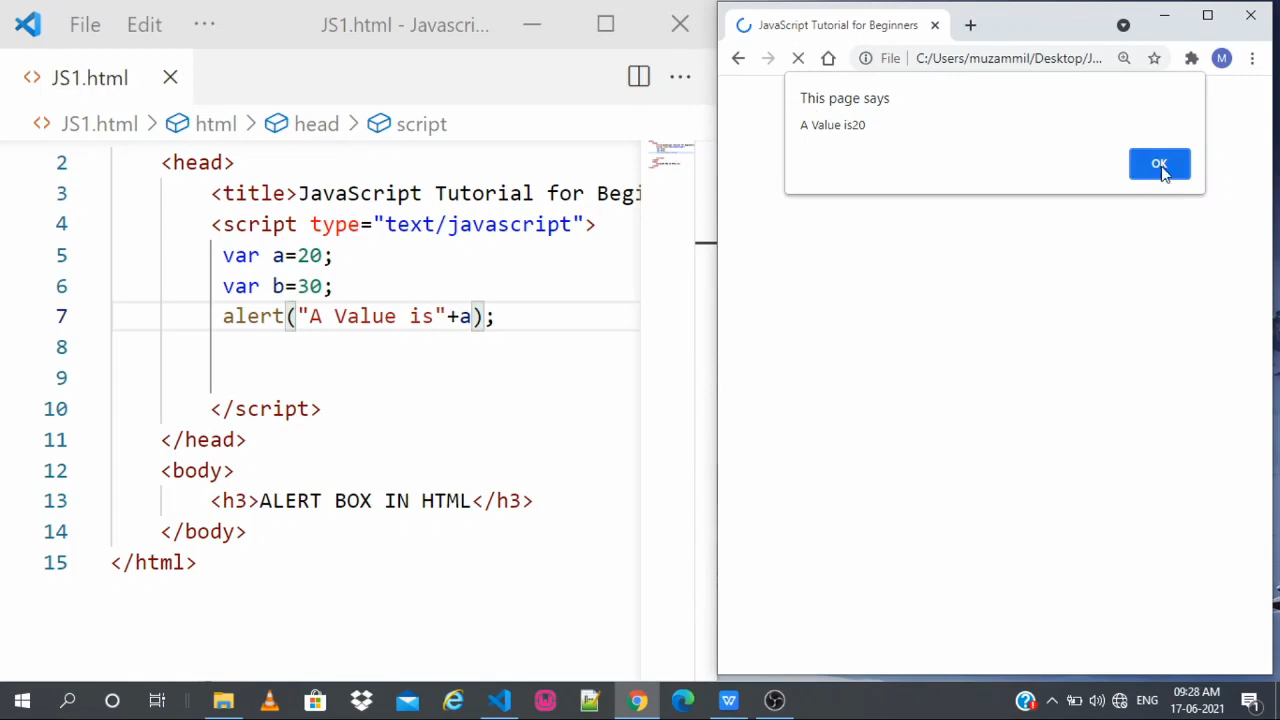 File Edit ··· JS1.html - Javascri...
JS1.html
JS1.html > html > head > script
2 <head>
3 <title>JavaScript Tutorial for Begi
4 <script type="text/javascript">
5 var a=20;
6 var b=30;
7 alert("A Value is"+a);
8
9
10 </script>
11 </head>
12 <body>
13 <h3>ALERT BOX IN HTML</h3>
14 </body>
15 </html>
JavaScript Tutorial for Beginners
File | C:/Users/muzammil/Desktop/J... M
This page says
A Value is20
OK
ENG
09:28 AM
17-06-2021
1